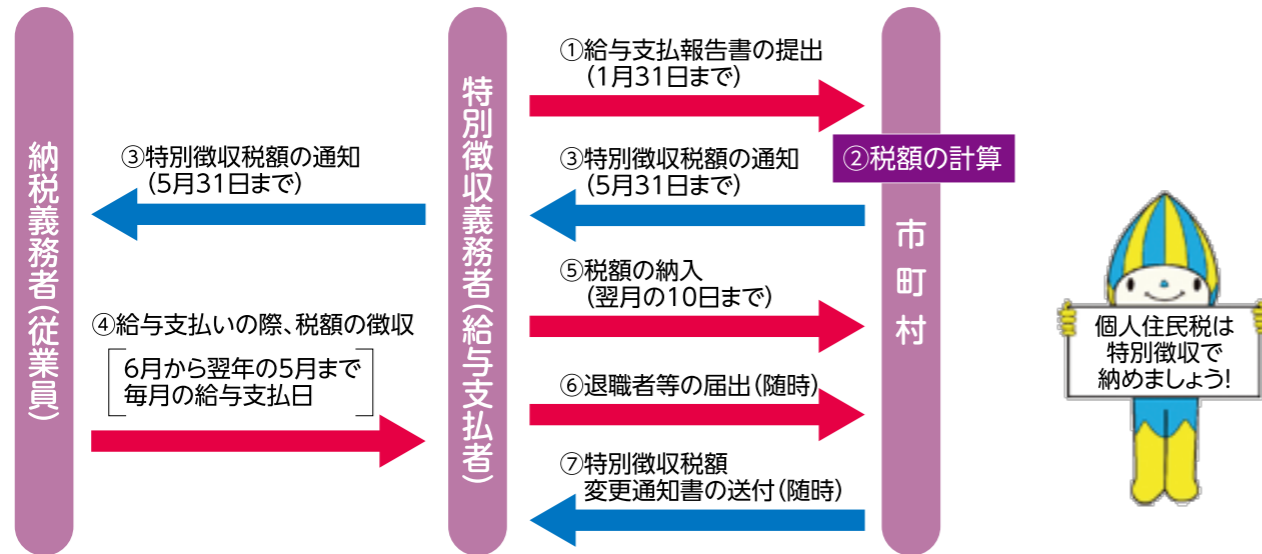 納税義務者(従業員)
③特別徴収税額の通知
(5月31日まで)
④給与支払いの際、税額の徴収
6月から翌年の5月まで
毎月の給与支払日
特別徴収義務者(給与支払者)
①給与支払報告書の提出
(1月31日まで)
③特別徴収税額の通知
(5月31日まで)
⑤税額の納入
(翌月の10日まで)
⑥退職者等の届出(随時)
⑦特別徴収税額
変更通知書の送付(随時)
②税額の計算
市町村
個人住民税は
特別徴収で
納めましょう!